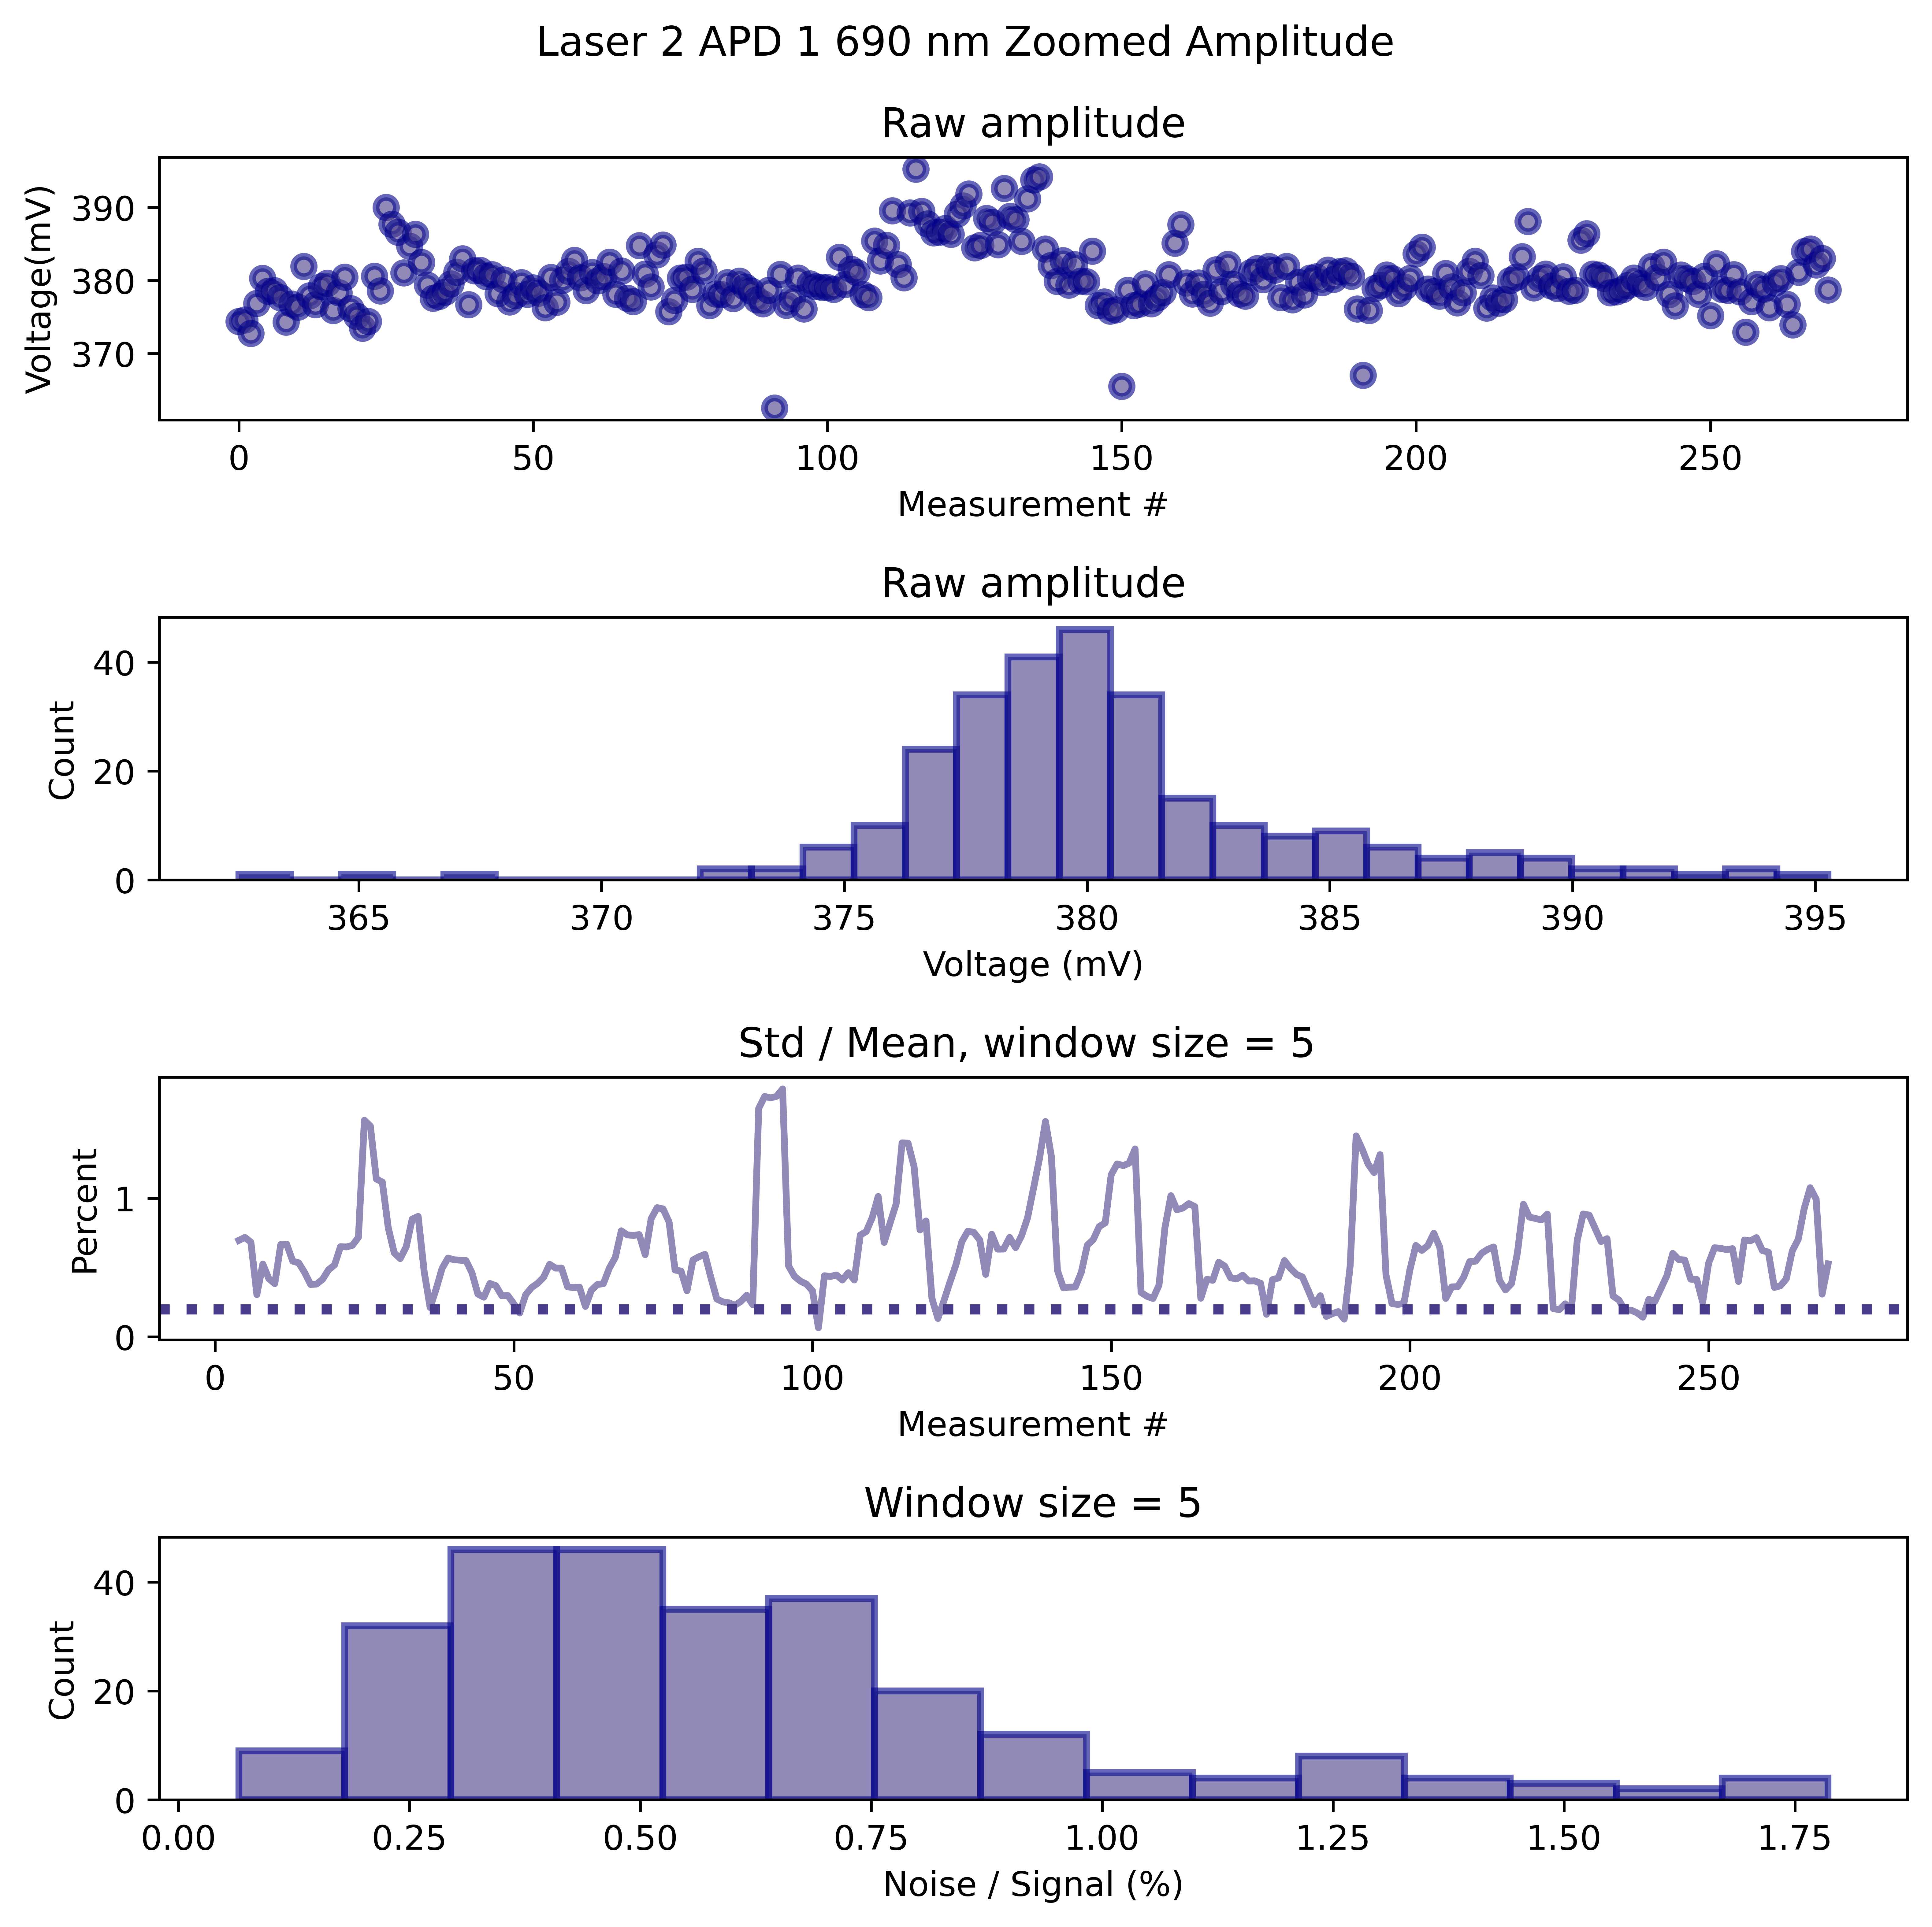 Laser 2 APD 1 690 nm Zoomed Amplitude
Raw amplitude
Voltage(mV)
390
380
370
0 50 100 150 200 250
Measurement #
Raw amplitude
Count
40
20
0
365 370 375 380 385 390 395
Voltage (mV)
Std / Mean, window size = 5
Percent
1
0
0 50 100 150 200 250
Measurement #
Window size = 5
Count
40
20
0
0.00 0.25 0.50 0.75 1.00 1.25 1.50 1.75
Noise / Signal (%)